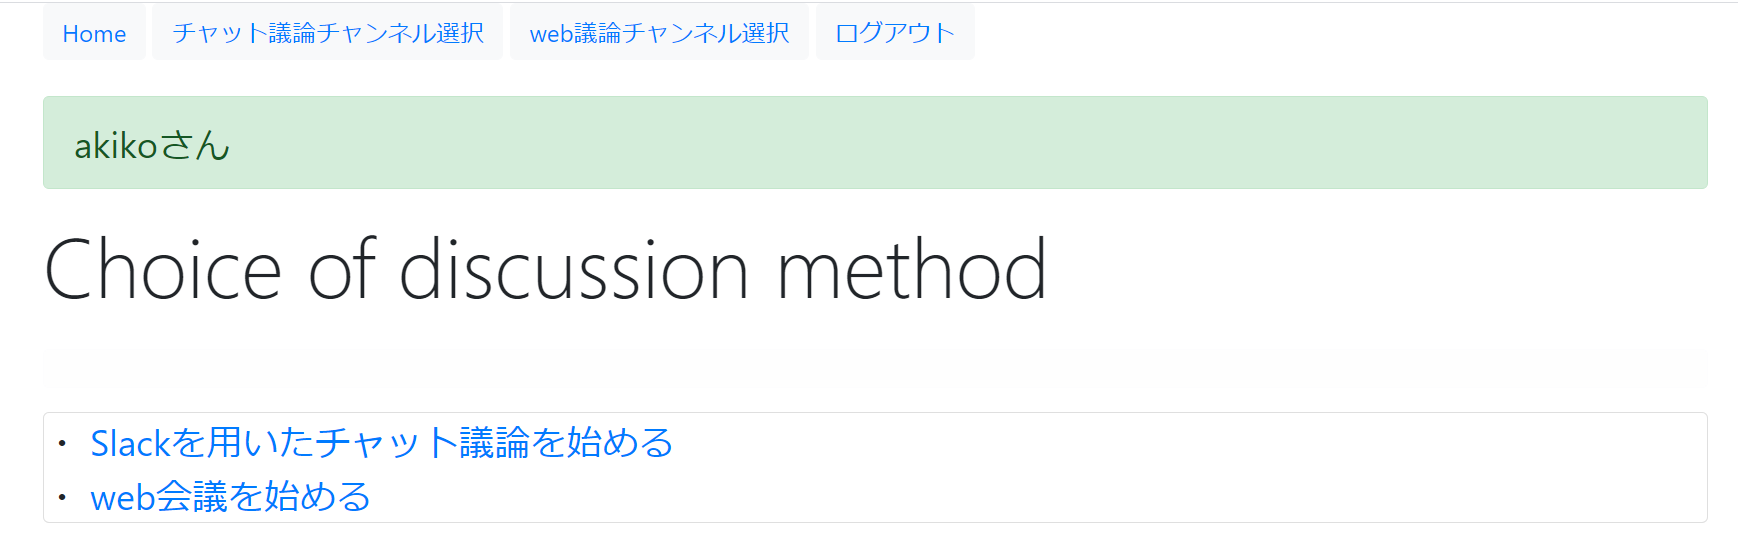 Home チャット議論チャンネル選択 web議論チャンネル選択 ログアウト
akikoさん
Choice of discussion method
・ Slackを用いたチャット議論を始める
・ web会議を始める